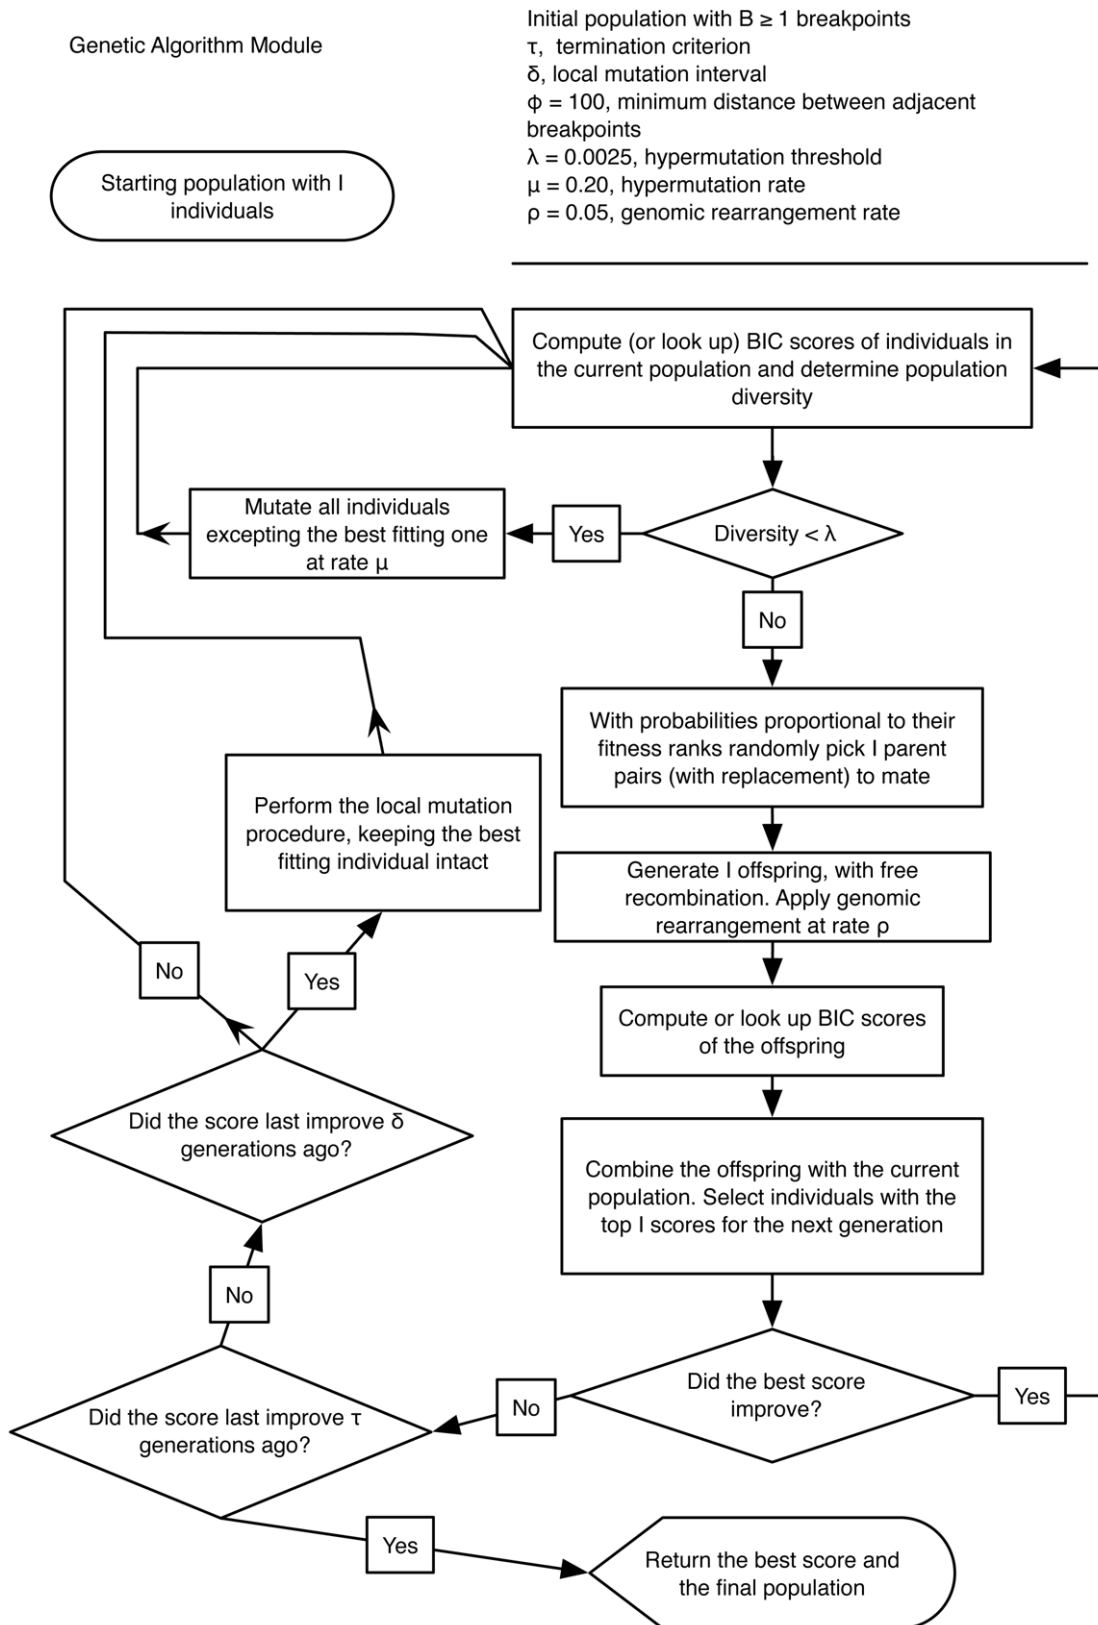 Genetic Algorithm Module
Initial population with B ≥ 1 breakpoints
τ,  termination criterion
δ, local mutation interval
ϕ = 100, minimum distance between adjacent
breakpoints
λ = 0.0025, hypermutation threshold
μ = 0.20, hypermutation rate
ρ = 0.05, genomic rearrangement rate
Starting population with I
individuals
Compute (or look up) BIC scores of individuals in
the current population and determine population
diversity
Mutate all individuals
excepting the best fitting one
at rate μ
Yes
Diversity < λ
No
With probabilities proportional to their
fitness ranks randomly pick I parent
pairs (with replacement) to mate
Perform the local mutation
procedure, keeping the best
fitting individual intact
Generate I offspring, with free
recombination. Apply genomic
rearrangement at rate ρ
No
Yes
Compute or look up BIC scores
of the offspring
Did the score last improve δ
generations ago?
Combine the offspring with the current
population. Select individuals with the
top I scores for the next generation
No
Did the best score
improve?
Yes
No
Did the score last improve τ
generations ago?
Yes
Return the best score and
the final population